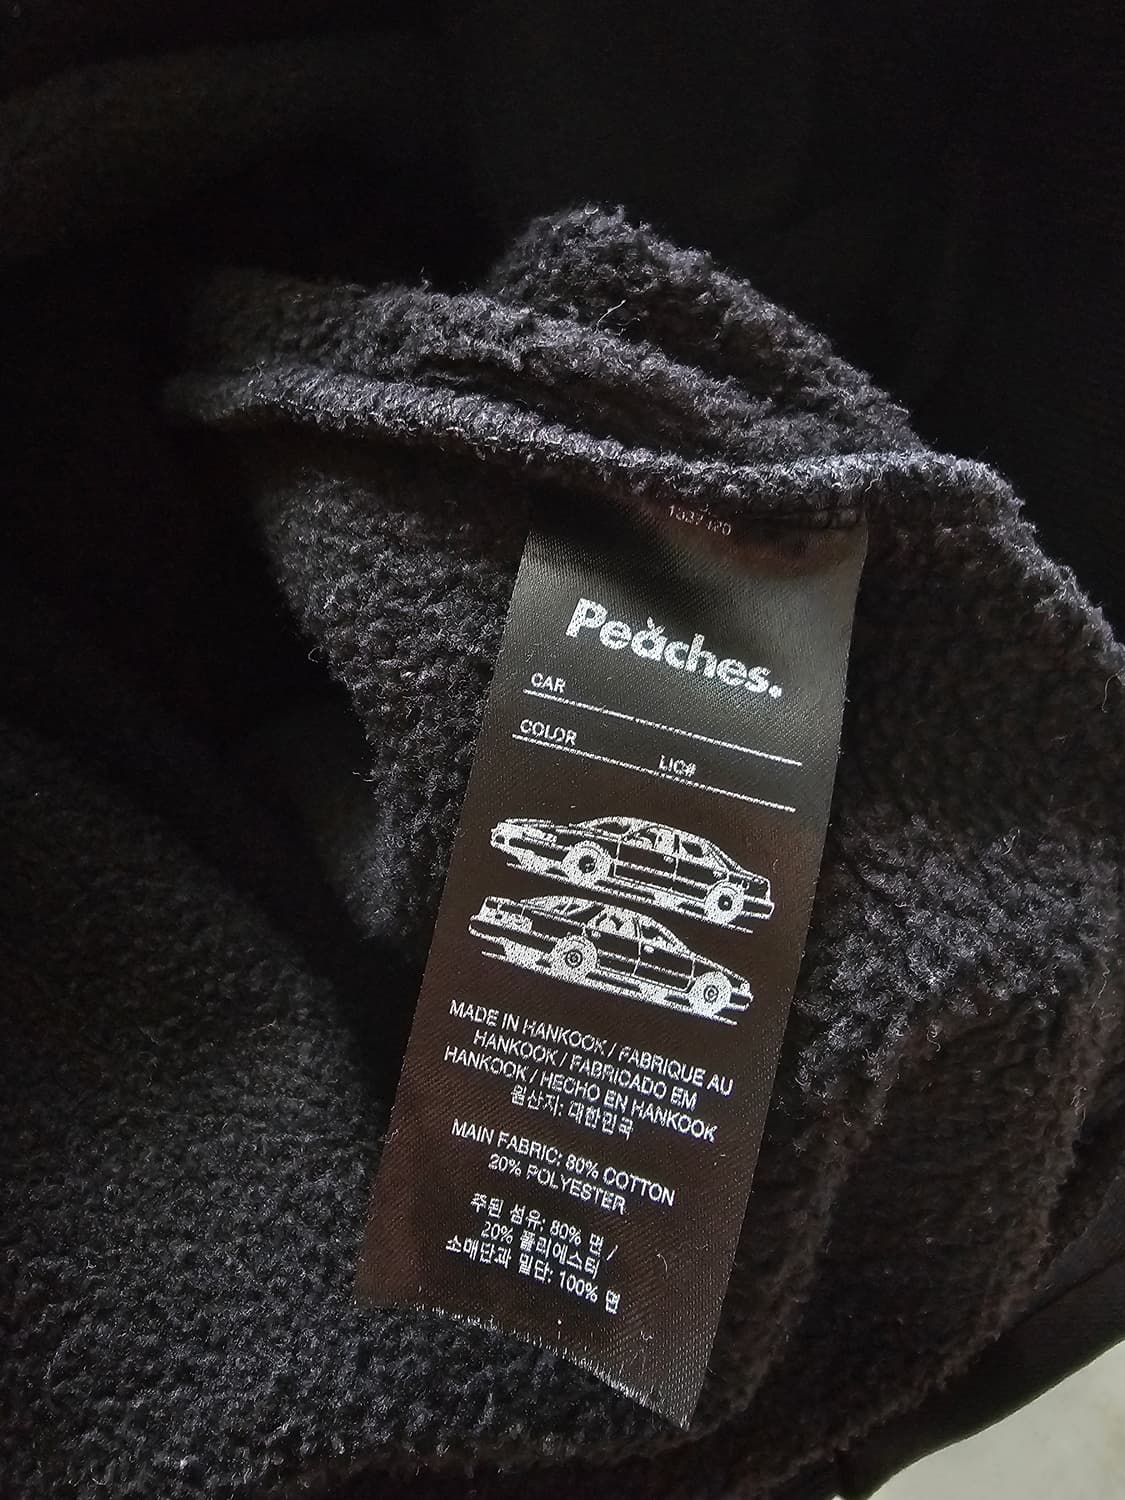 Peaches.
CAR
COLOR LIC#
MADE IN HANKOOK / FABRIQUE AU
HANKOOK / FABRICADO EM
HANKOOK / HECHO EN HANKOOK
원산지: 대한민국
MAIN FABRIC: 80% COTTON
20% POLYESTER
주된 섬유: 80% 면 /
20% 폴리에스터
소매단과 밑단: 100% 면